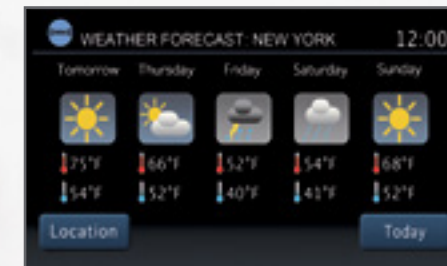 WEATHER FORECAST: NEW YORK 12:00
Tomorrow Thursday Friday Saturday Sunday
75°F 66°F 52°F 54°F 68°F
54°F 52°F 40°F 41°F 52°F
Location Today